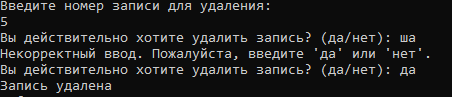 Введите номер записи для удаления:
5
Вы действительно хотите удалить запись? (да/нет): ша
Некорректный ввод. Пожалуйста, введите 'да' или 'нет'.
Вы действительно хотите удалить запись? (да/нет): да
Запись удалена